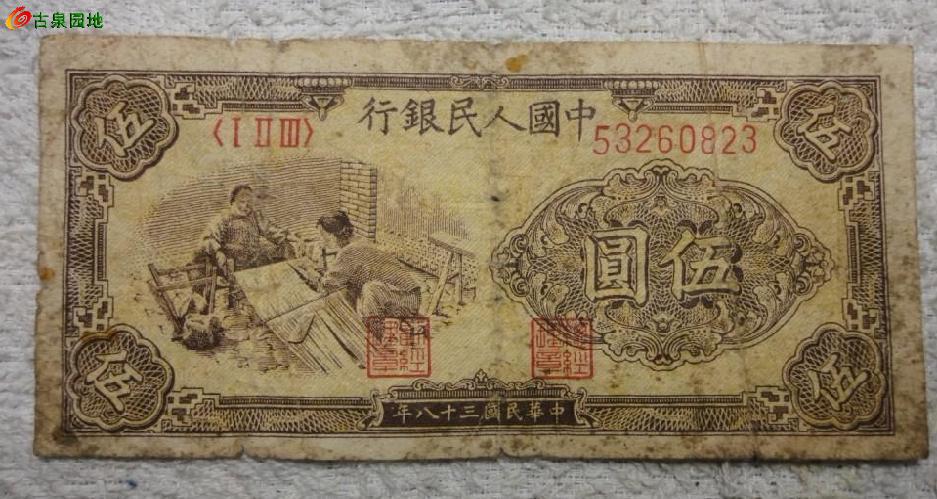 古泉园地
中國人民銀行
〈I II III〉
53260823
伍
伍
伍圓
伍
伍
中華民國三十八年